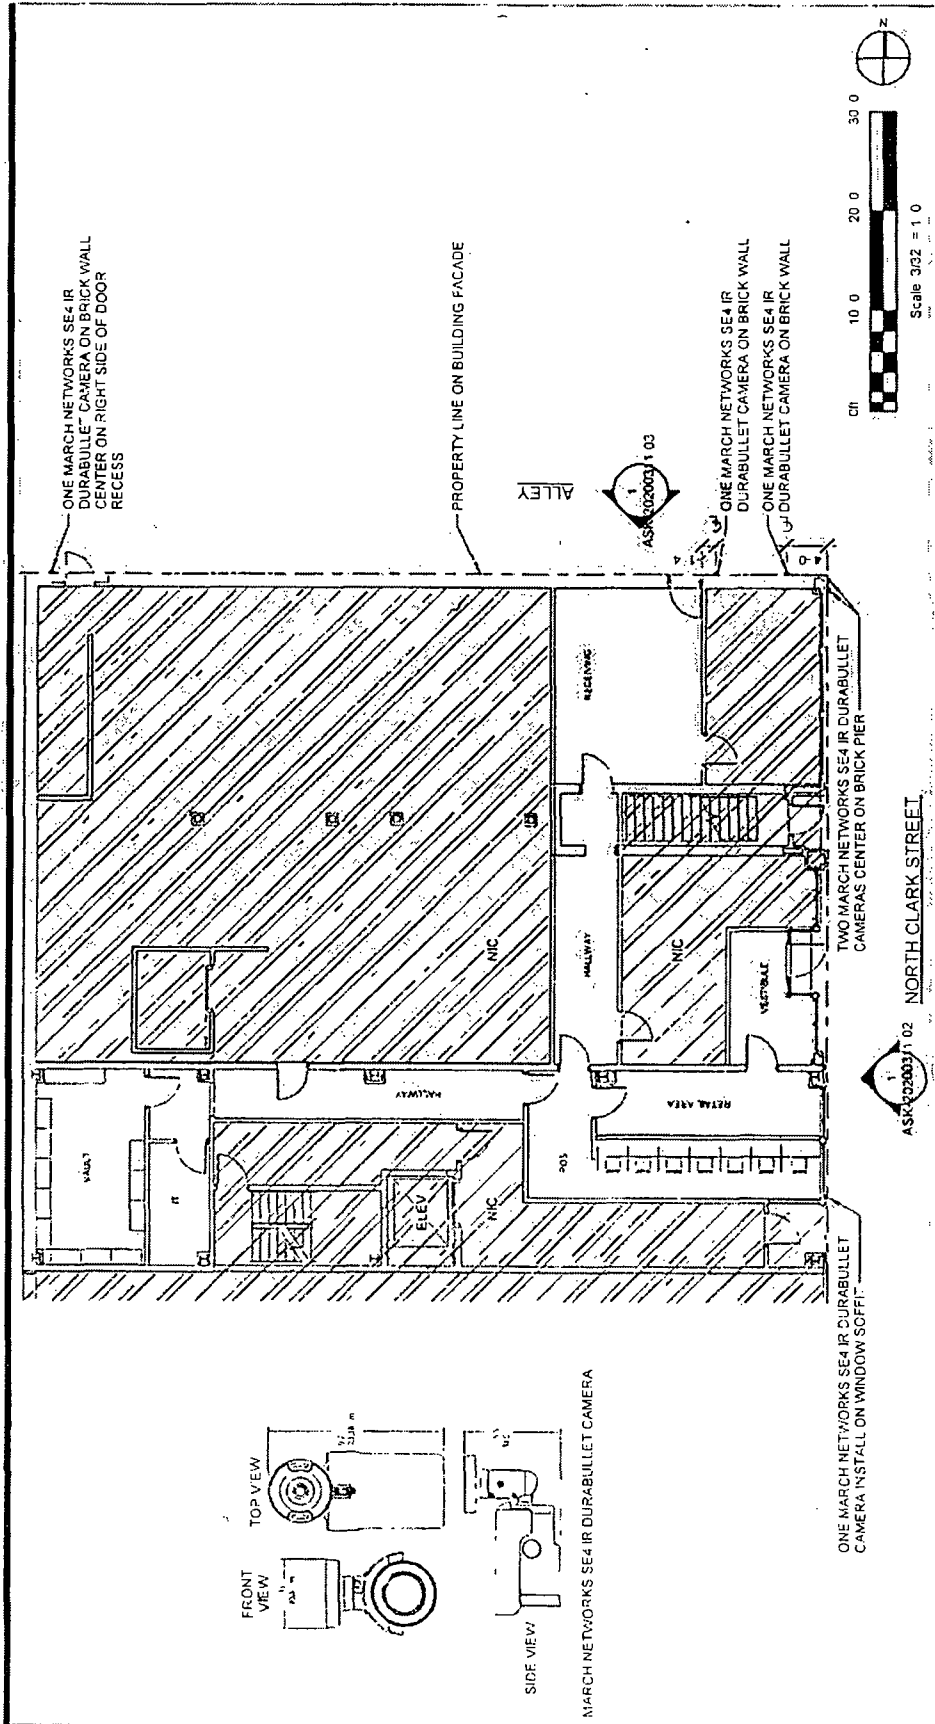 ONE MARCH NETWORKS SE4 IR
DURABULLET CAMERA ON BRICK WALL
CENTER ON RIGHT SIDE OF DOOR
RECESS
PROPERTY LINE ON BUILDING FACADE
ALLEY
1
ONE MARCH NETWORKS SE4 IR
DURABULLET CAMERA ON BRICK WALL
ONE MARCH NETWORKS SE4 IR
DURABULLET CAMERA ON BRICK WALL
4-0
N
0ft
10 0
20 0
30 0
Scale 3/32 = 1 0
VAULT
IT
HALLWAY
NIC
ELEV
NIC
POS
RETAIL AREA
HALLWAY
NIC
VESTIBULE
RECEIVING
TWO MARCH NETWORKS SE4 IR DURABULLET
CAMERAS CENTER ON BRICK PIER
NORTH CLARK STREET
1
ONE MARCH NETWORKS SE4 IR DURABULLET
CAMERA INSTALL ON WINDOW SOFFIT
FRONT
VIEW
TOP VIEW
SIDE VIEW
MARCH NETWORKS SE4 IR DURABULLET CAMERA